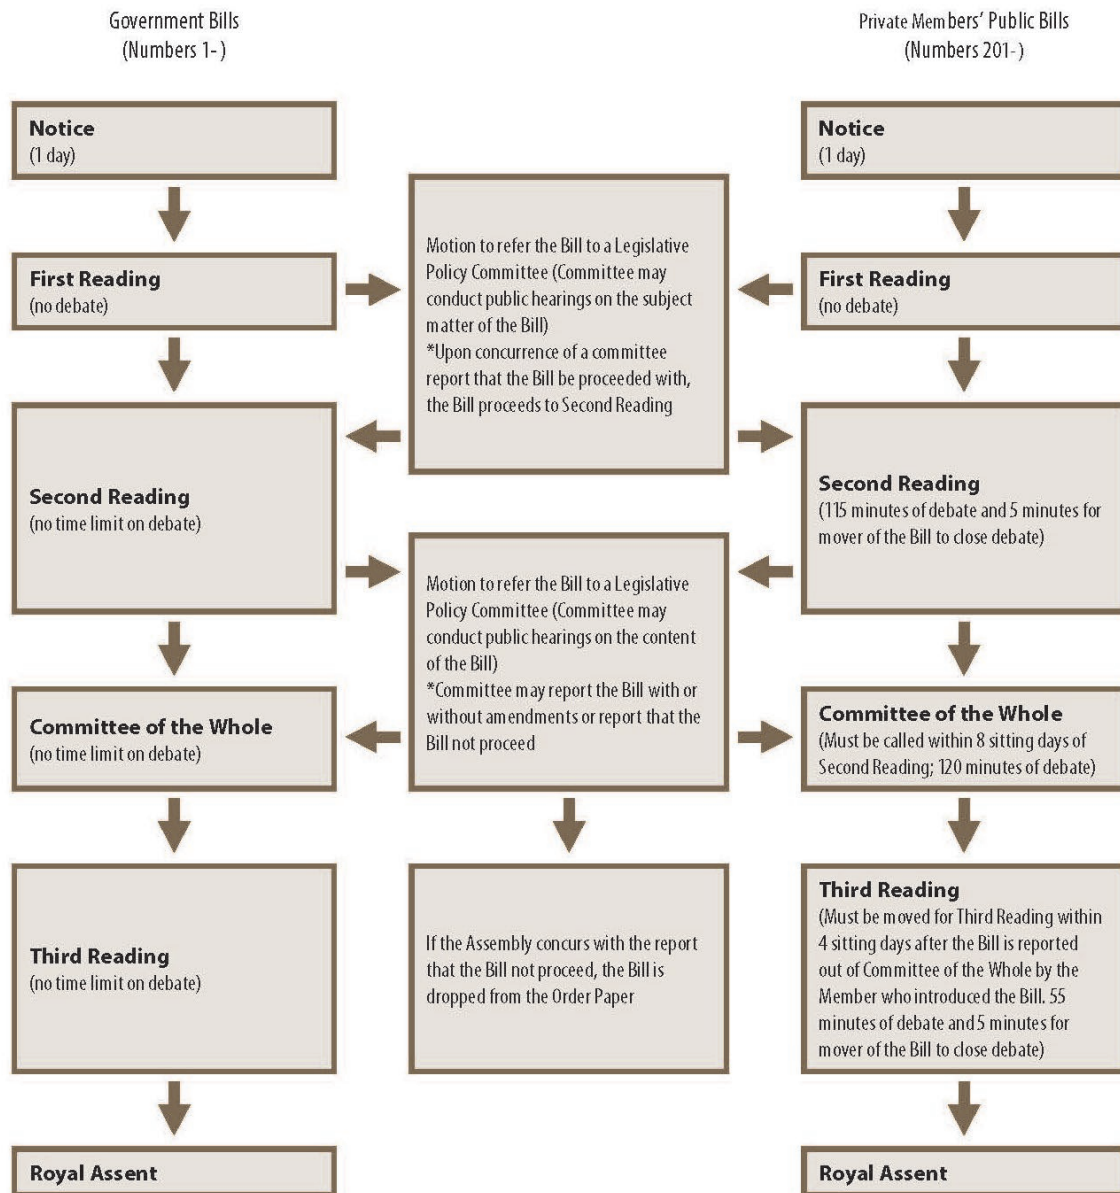 Government Bills
(Numbers 1- )
Private Members' Public Bills
(Numbers 201- )
Notice
(1 day)
Notice
(1 day)
First Reading
(no debate)
Motion to refer the Bill to a Legislative
Policy Committee (Committee may
conduct public hearings on the subject
matter of the Bill)
*Upon concurrence of a committee
report that the Bill be proceeded with,
the Bill proceeds to Second Reading
First Reading
(no debate)
Second Reading
(no time limit on debate)
Second Reading
(115 minutes of debate and 5 minutes for
mover of the Bill to close debate)
Motion to refer the Bill to a Legislative
Policy Committee (Committee may
conduct public hearings on the content
of the Bill)
*Committee may report the Bill with or
without amendments or report that the
Bill not proceed
Committee of the Whole
(no time limit on debate)
Committee of the Whole
(Must be called within 8 sitting days of
Second Reading; 120 minutes of debate)
Third Reading
(no time limit on debate)
If the Assembly concurs with the report
that the Bill not proceed, the Bill is
dropped from the Order Paper
Third Reading
(Must be moved for Third Reading within
4 sitting days after the Bill is reported
out of Committee of the Whole by the
Member who introduced the Bill. 55
minutes of debate and 5 minutes for
mover of the Bill to close debate)
Royal Assent
Royal Assent